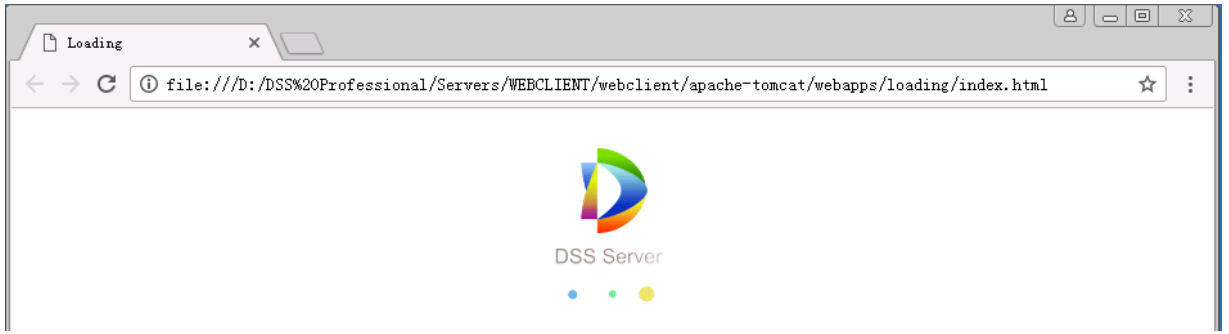 Loading
file:///D:/DSS%20Professional/Servers/WEBCLIENT/webclient/apache-tomcat/webapps/loading/index.html
DSS Server